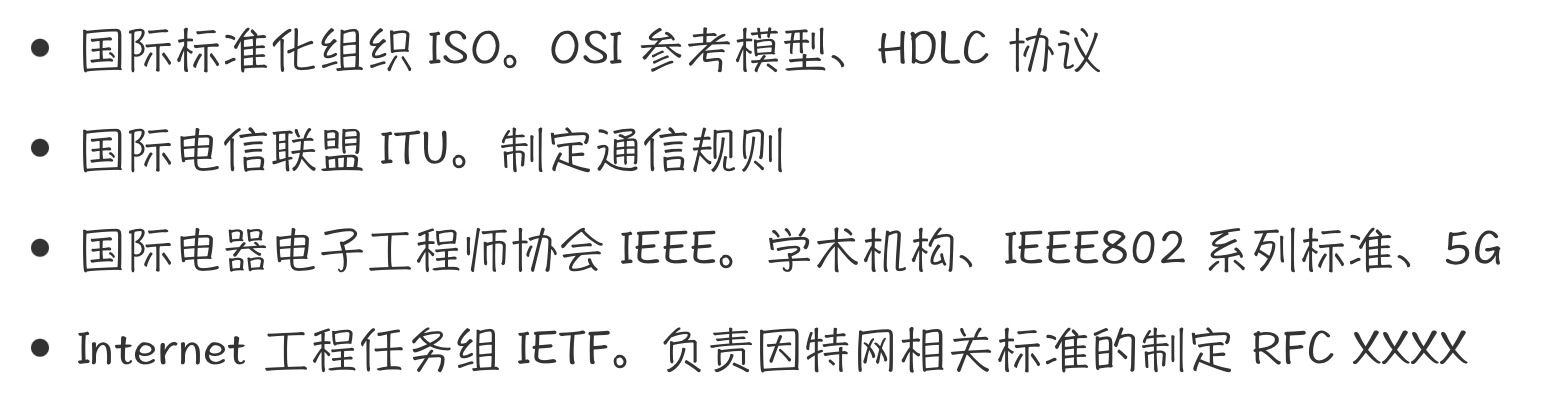 • 国际标准化组织 ISO。OSI 参考模型、HDLC 协议
• 国际电信联盟 ITU。制定通信规则
• 国际电器电子工程师协会 IEEE。学术机构、IEEE802 系列标准、5G
• Internet 工程任务组 IETF。负责因特网相关标准的制定 RFC XXXX